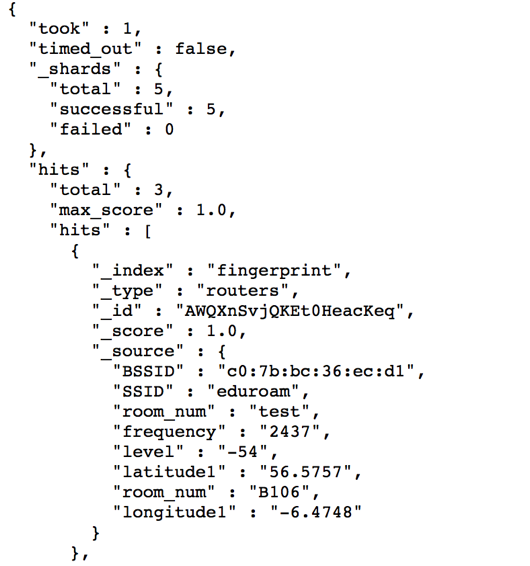 {
  "took" : 1,
  "timed_out" : false,
  "_shards" : {
    "total" : 5,
    "successful" : 5,
    "failed" : 0
  },
  "hits" : {
    "total" : 3,
    "max_score" : 1.0,
    "hits" : [
      {
        "_index" : "fingerprint",
        "_type" : "routers",
        "_id" : "AWQXnSvjQKEt0HeacKeq",
        "_score" : 1.0,
        "_source" : {
          "BSSID" : "c0:7b:bc:36:ec:d1",
          "SSID" : "eduroam",
          "room_num" : "test",
          "frequency" : "2437",
          "level" : "-54",
          "latitude1" : "56.5757",
          "room_num" : "B106",
          "longitude1" : "-6.4748"
        }
      },